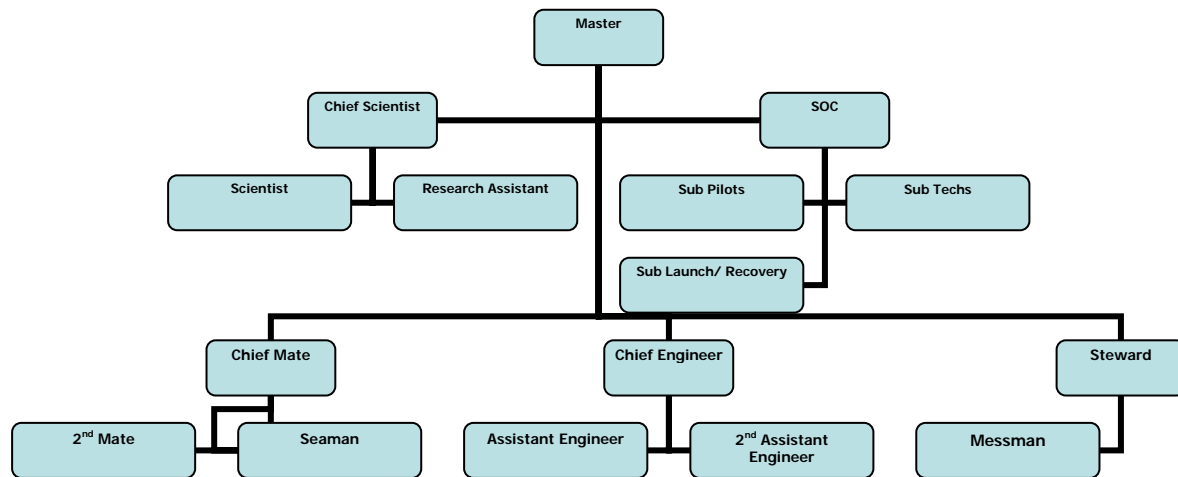 Master
Chief Scientist
SOC
Scientist
Research Assistant
Sub Pilots
Sub Techs
Sub Launch/ Recovery
Chief Mate
Chief Engineer
Steward
2nd Mate
Seaman
Assistant Engineer
2nd Assistant
Engineer
Messman